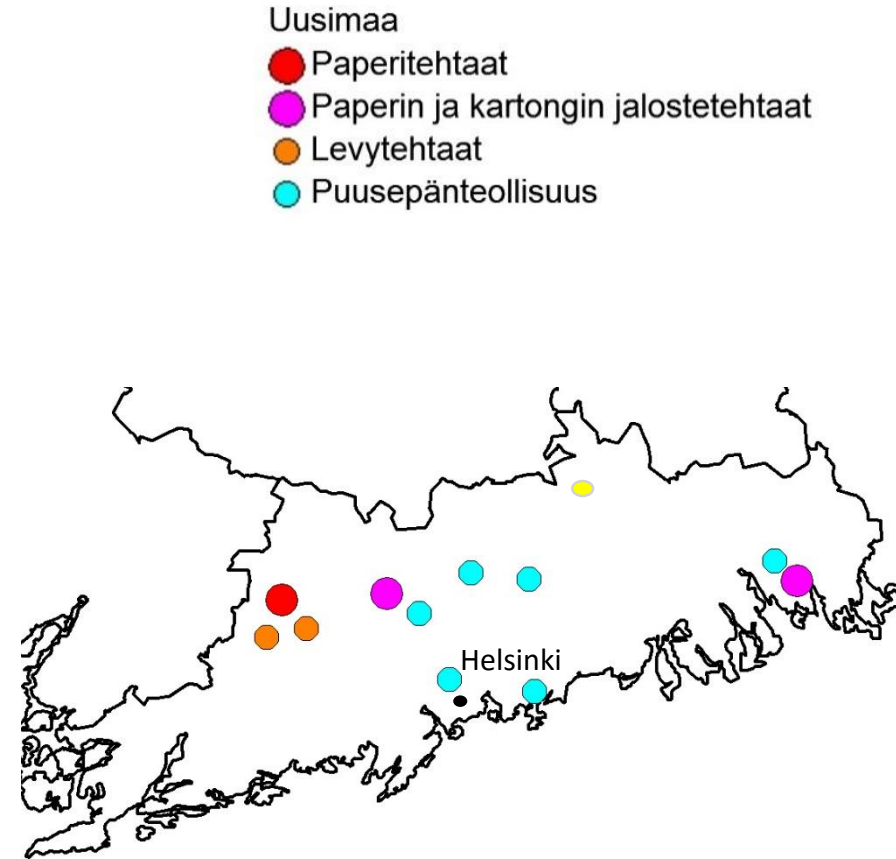 Uusimaa
Paperitehtaat
Paperin ja kartongin jalostetehtaat
Levytehtaat
Puusepänteollisuus
Helsinki